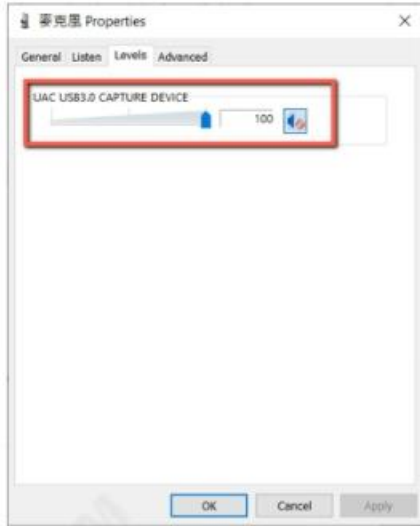 麥克風 Properties
General Listen Levels Advanced
UAC USB3.0 CAPTURE DEVICE
100
OK Cancel Apply